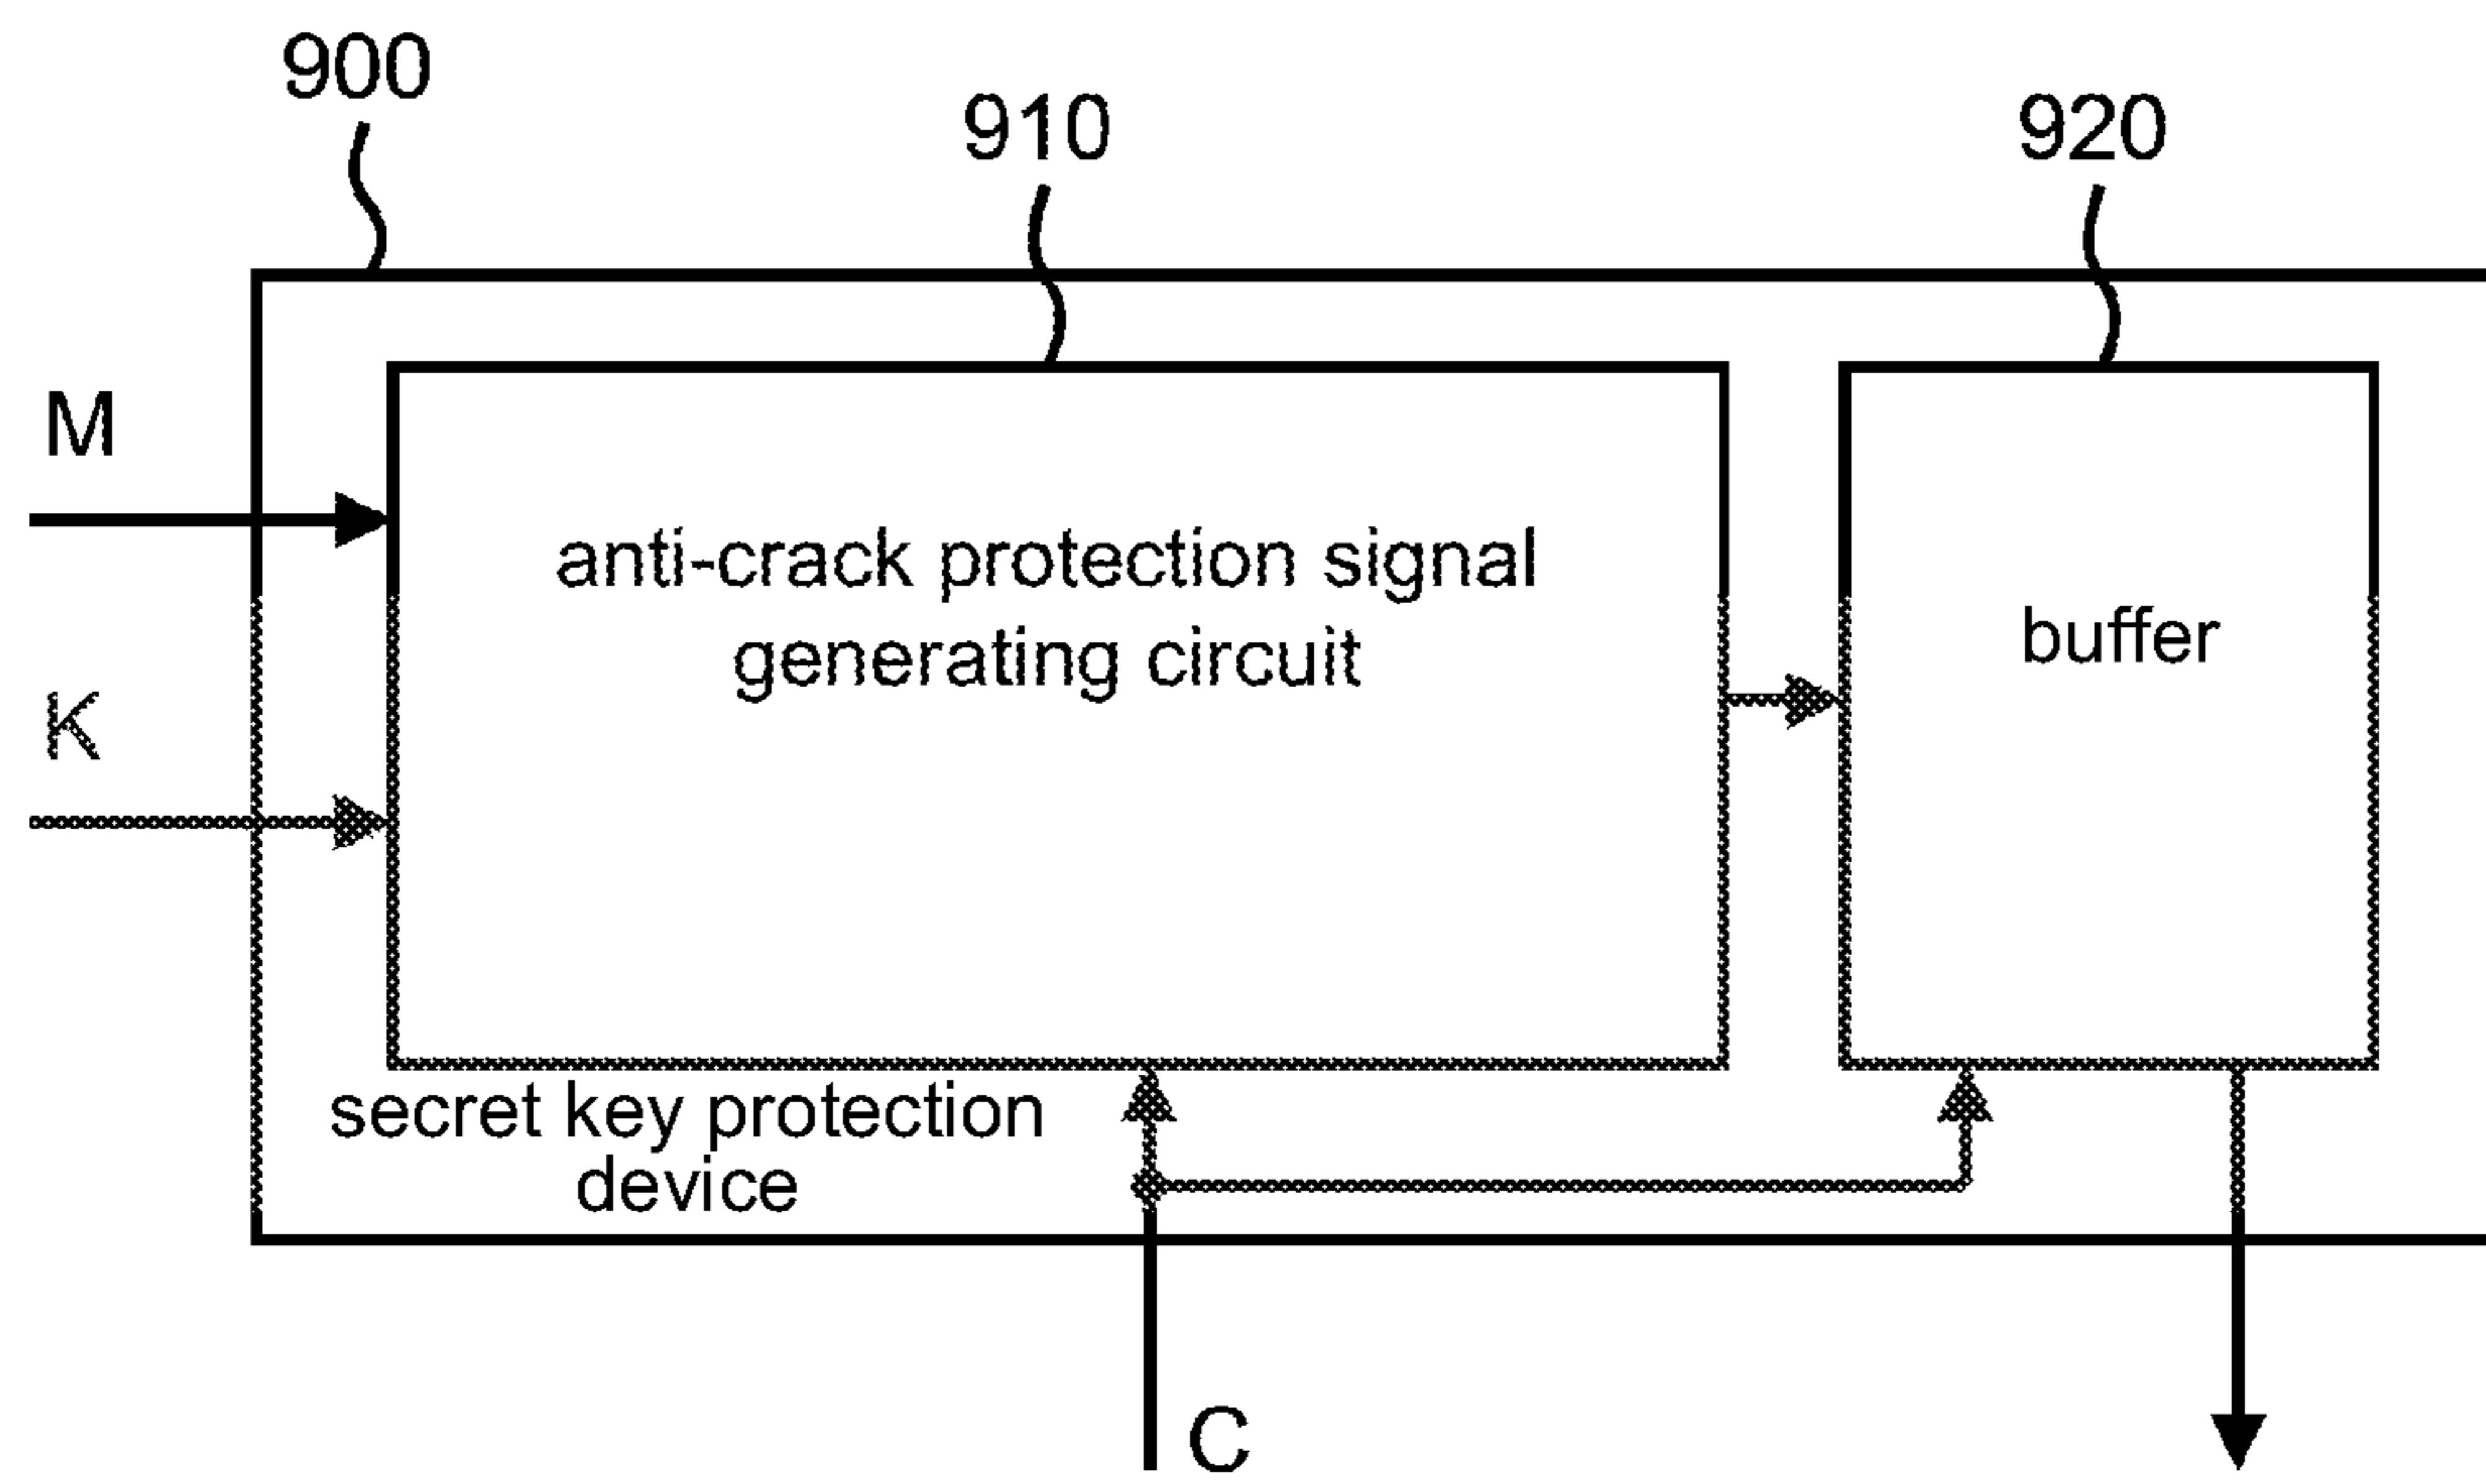 900
910
920
M
anti-crack protection signal
generating circuit
buffer
K
secret key protection
device
C